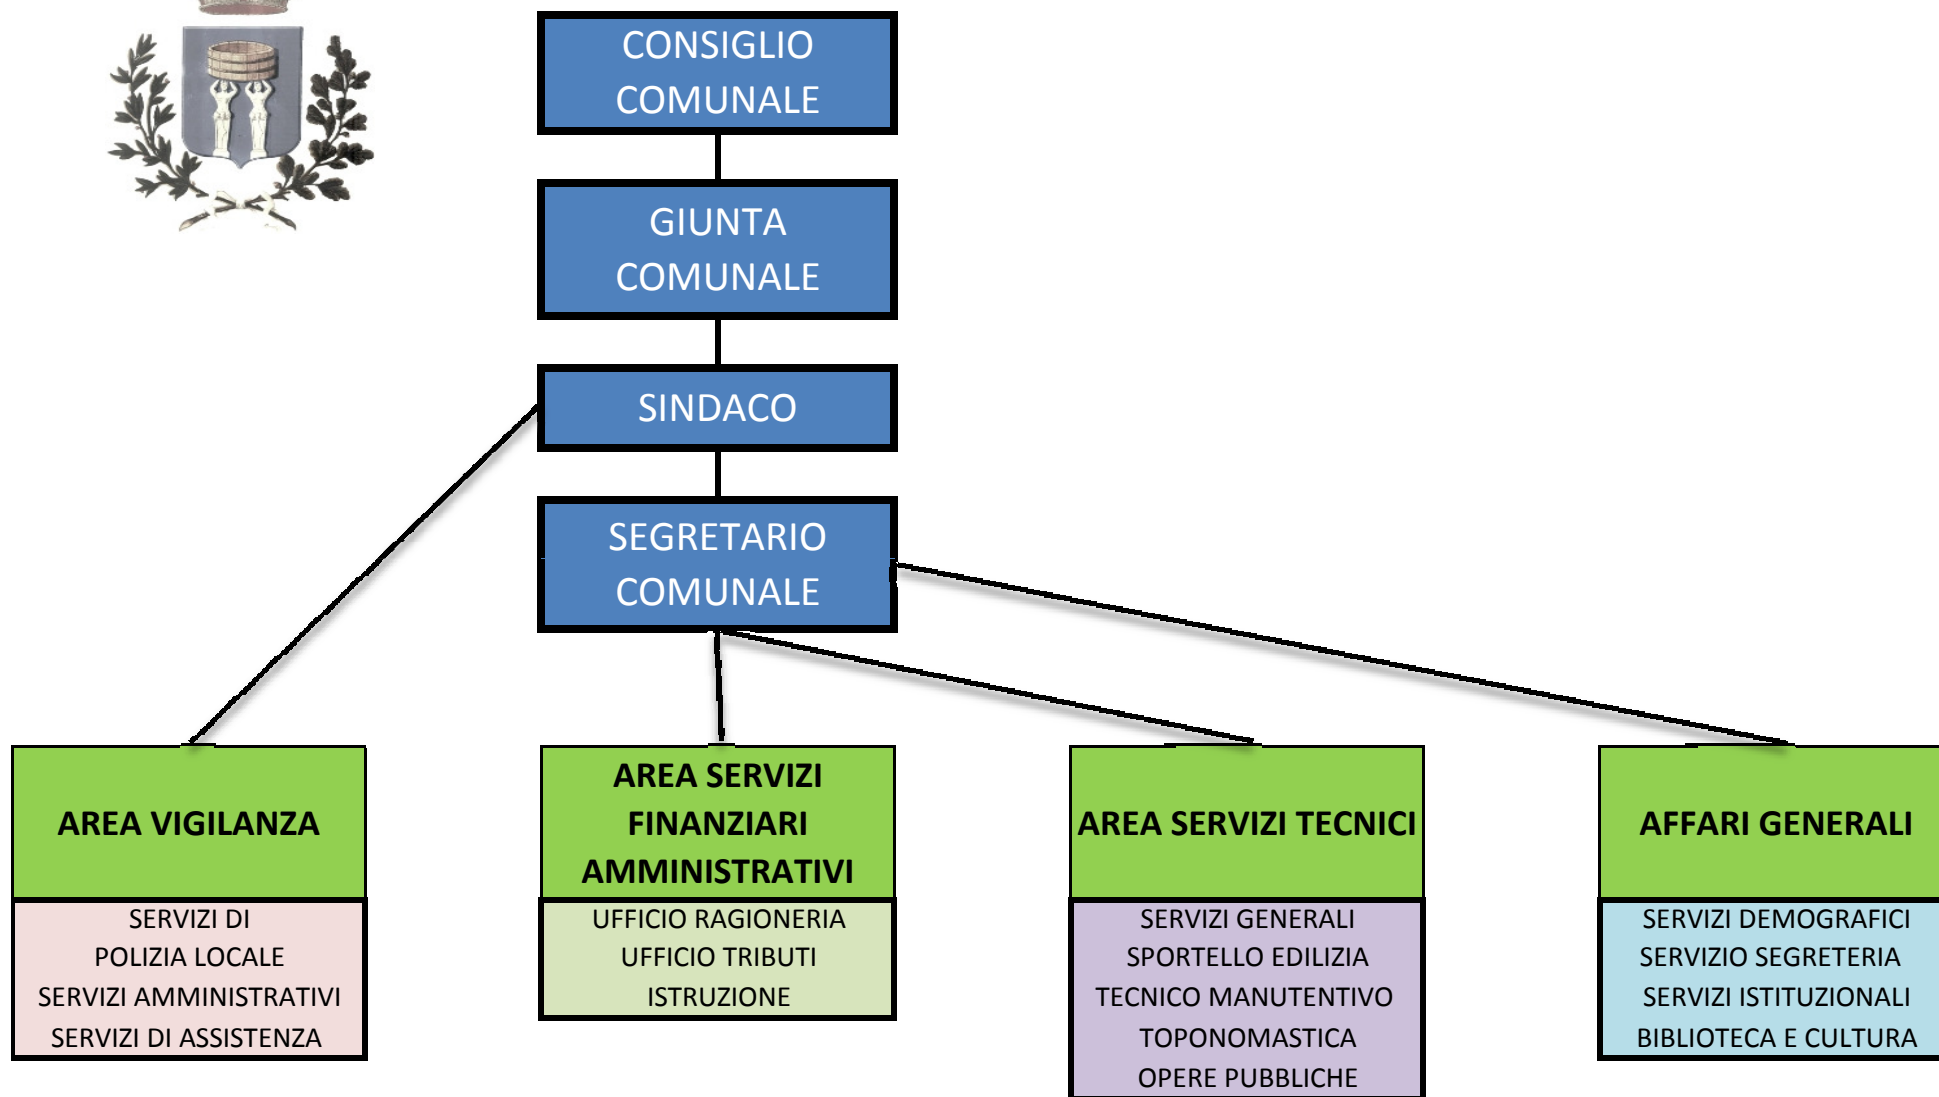 CONSIGLIO
COMUNALE
GIUNTA
COMUNALE
SINDACO
SEGRETARIO
COMUNALE
AREA VIGILANZA
SERVIZI DI
POLIZIA LOCALE
SERVIZI AMMINISTRATIVI
SERVIZI DI ASSISTENZA
AREA SERVIZI
FINANZIARI
AMMINISTRATIVI
UFFICIO RAGIONERIA
UFFICIO TRIBUTI
ISTRUZIONE
AREA SERVIZI TECNICI
SERVIZI GENERALI
SPORTELLO EDILIZIA
TECNICO MANUTENTIVO
TOPONOMASTICA
OPERE PUBBLICHE
AFFARI GENERALI
SERVIZI DEMOGRAFICI
SERVIZIO SEGRETERIA
SERVIZI ISTITUZIONALI
BIBLIOTECA E CULTURA